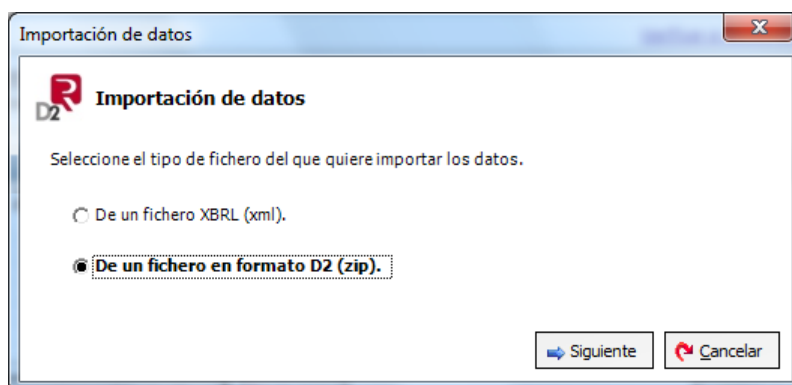 Importación de datos
D2 R
Importación de datos
Seleccione el tipo de fichero del que quiere importar los datos.
De un fichero XBRL (xml).
De un fichero en formato D2 (zip).
Siguiente
Cancelar